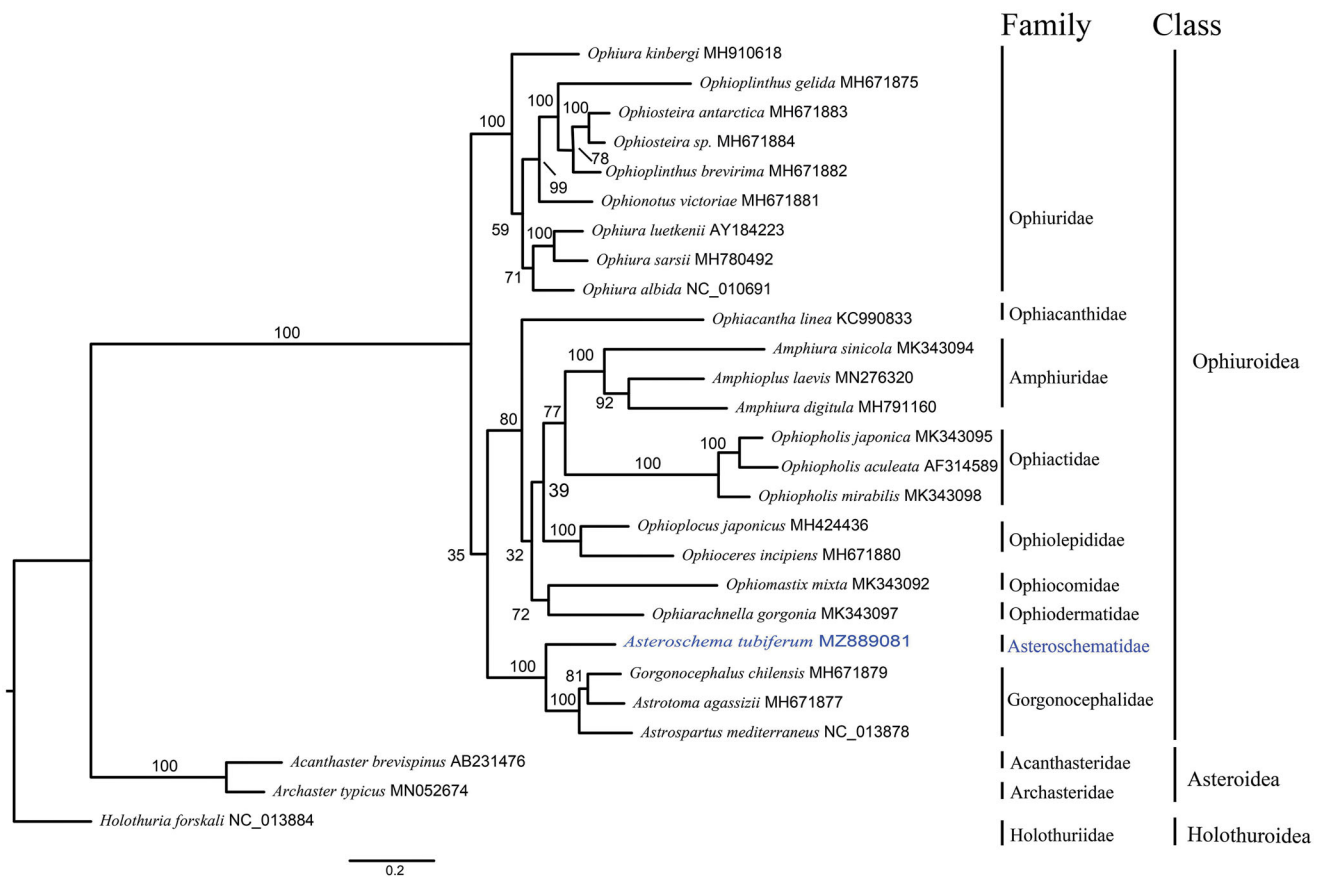 Family Class
Ophiura kinbergi MH910618
Ophioplinthus gelida MH671875
100
100
Ophiosteira antarctica MH671883
100
Ophiosteira sp. MH671884
78
Ophioplinthus brevirima MH671882
99
Ophionotus victoriae MH671881
Ophiuridae
59
100
Ophiura luetkenii AY184223
Ophiura sarsii MH780492
71
Ophiura albida NC_010691
Ophiacantha linea KC990833
Ophiacanthidae
100
Amphiura sinicola MK343094
100
Ophiuroidea
Amphioplus laevis MN276320
Amphiuridae
92
Amphiura digitula MH791160
80
77
Ophiopholis japonica MK343095
100
Ophiopholis aculeata AF314589
Ophiactidae
100
39
Ophiopholis mirabilis MK343098
Ophioplocus japonicus MH424436
100
Ophiolepididae
35
32
Ophioceres incipiens MH671880
Ophiomastix mixta MK343092
Ophiocomidae
72
Ophiarachnella gorgonia MK343097
Ophiodermatidae
Asteroschema tubiferum MZ889081
Asteroschematidae
100
81
Gorgonocephalus chilensis MH671879
100
Astrotoma agassizii MH671877
Gorgonocephalidae
Astrospartus mediterraneus NC_013878
100
Acanthaster brevispinus AB231476
Acanthasteridae
Asteroidea
Archaster typicus MN052674
Archasteridae
Holothuria forskali NC_013884
Holothuriidae
Holothuroidea
0.2